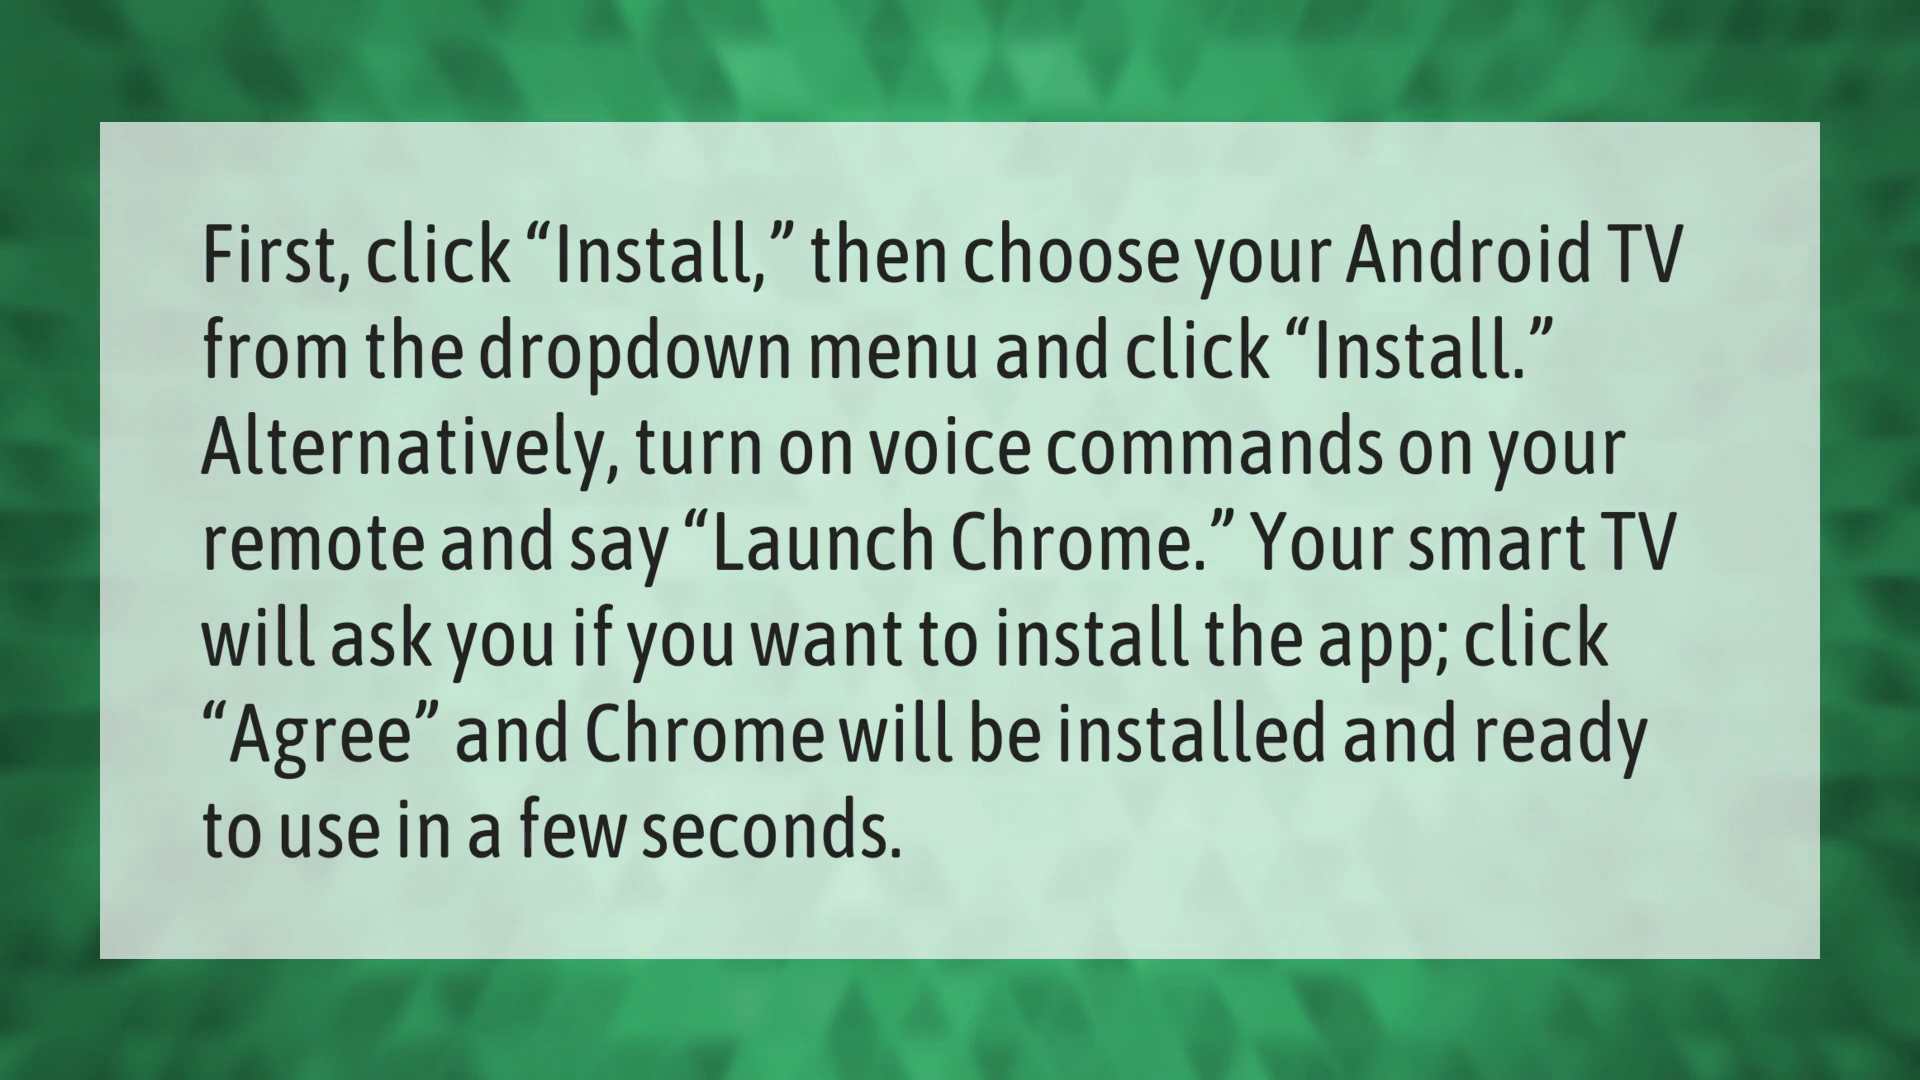 First, click “Install,” then choose your Android TV
from the dropdown menu and click “Install.”
Alternatively, turn on voice commands on your
remote and say “Launch Chrome.” Your smart TV
will ask you if you want to install the app; click
“Agree” and Chrome will be installed and ready
to use in a few seconds.